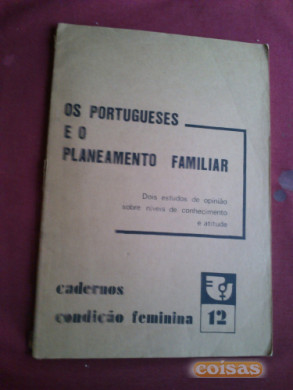 OS PORTUGUESES
E O
PLANEAMENTO FAMILIAR
Dois estudos de opinião
sobre níveis de conhecimento
e atitude
cadernos
condição feminina 12
coisas